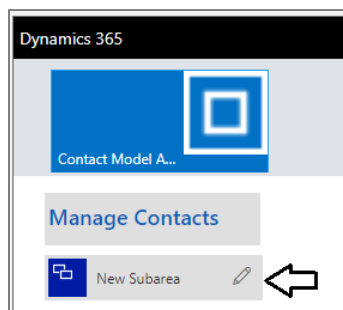 Dynamics 365
Contact Model A...
Manage Contacts
New Subarea